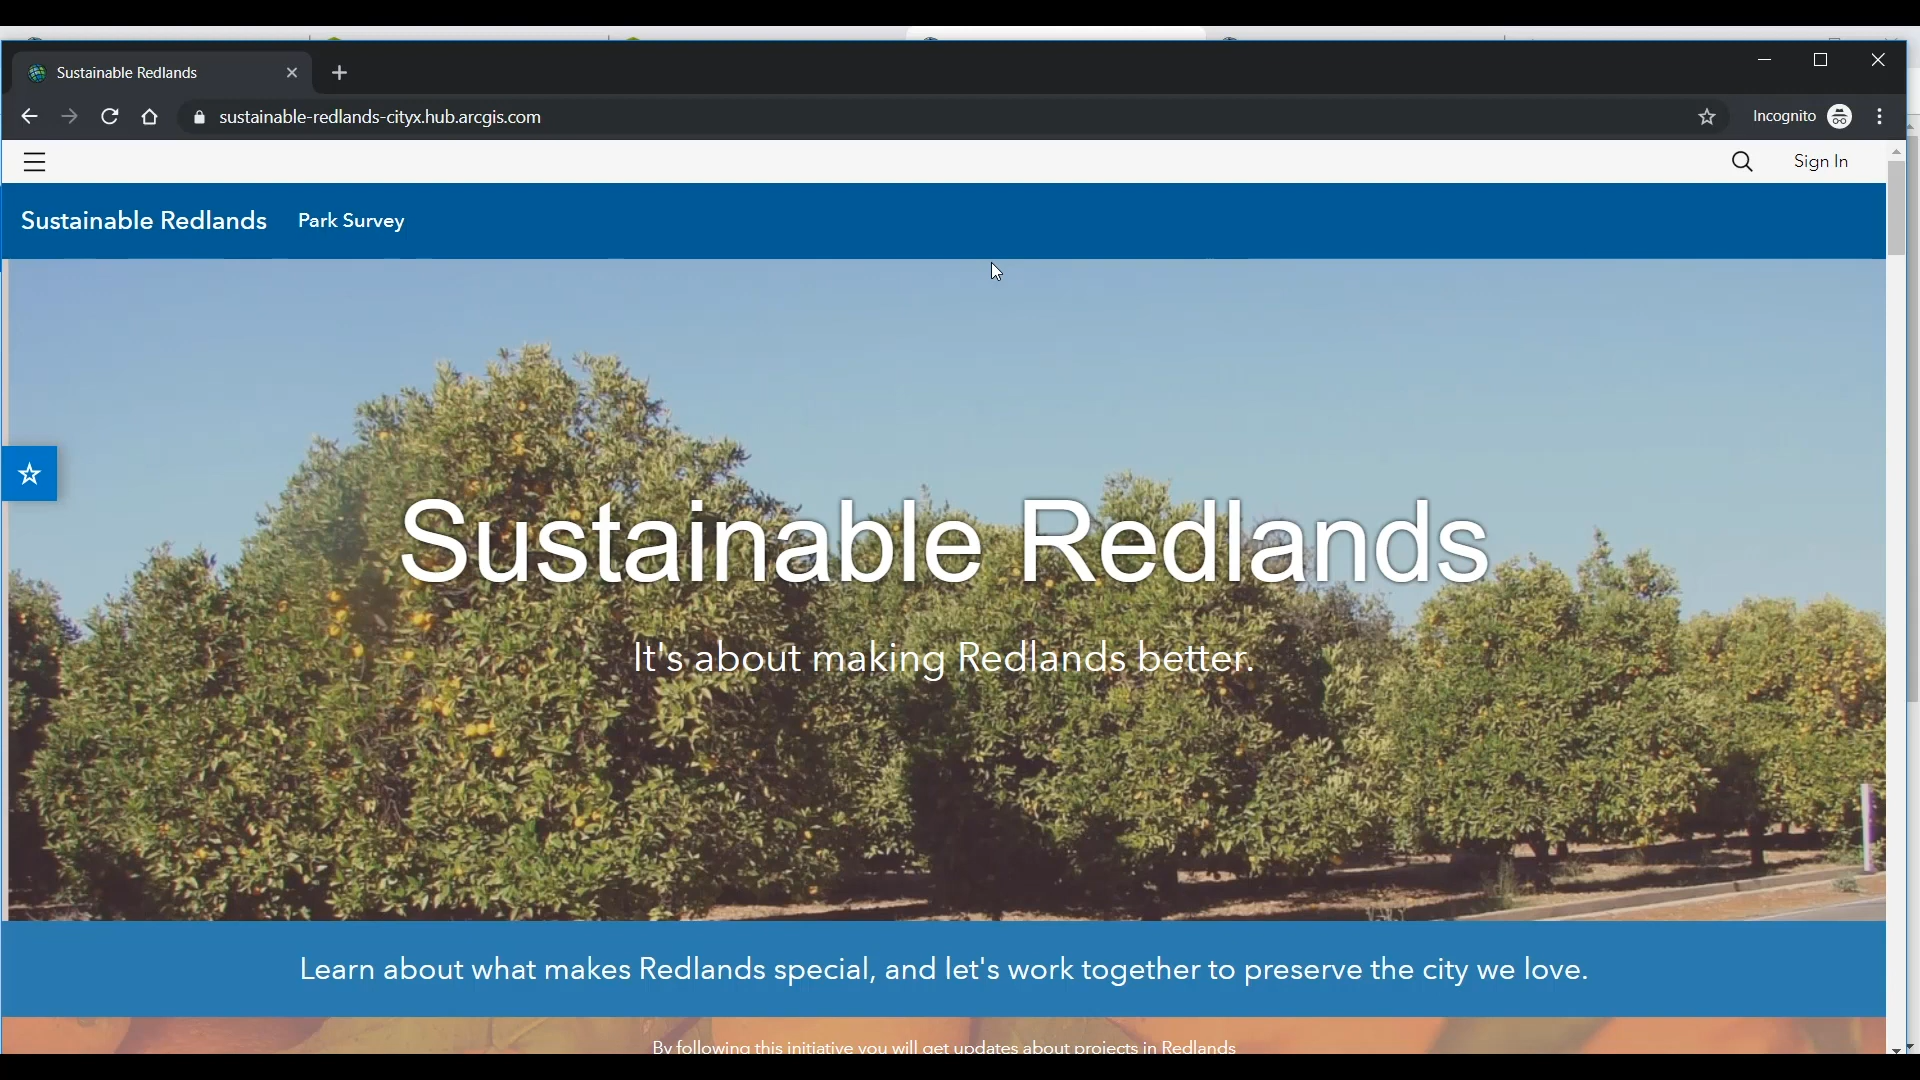 Sustainable Redlands
sustainable-redlands-cityx.hub.arcgis.com
Incognito
Sign In
Sustainable Redlands Park Survey
Sustainable Redlands
It's about making Redlands better.
Learn about what makes Redlands special, and let's work together to preserve the city we love.
By following this initiative you will get updates about projects in Redlands